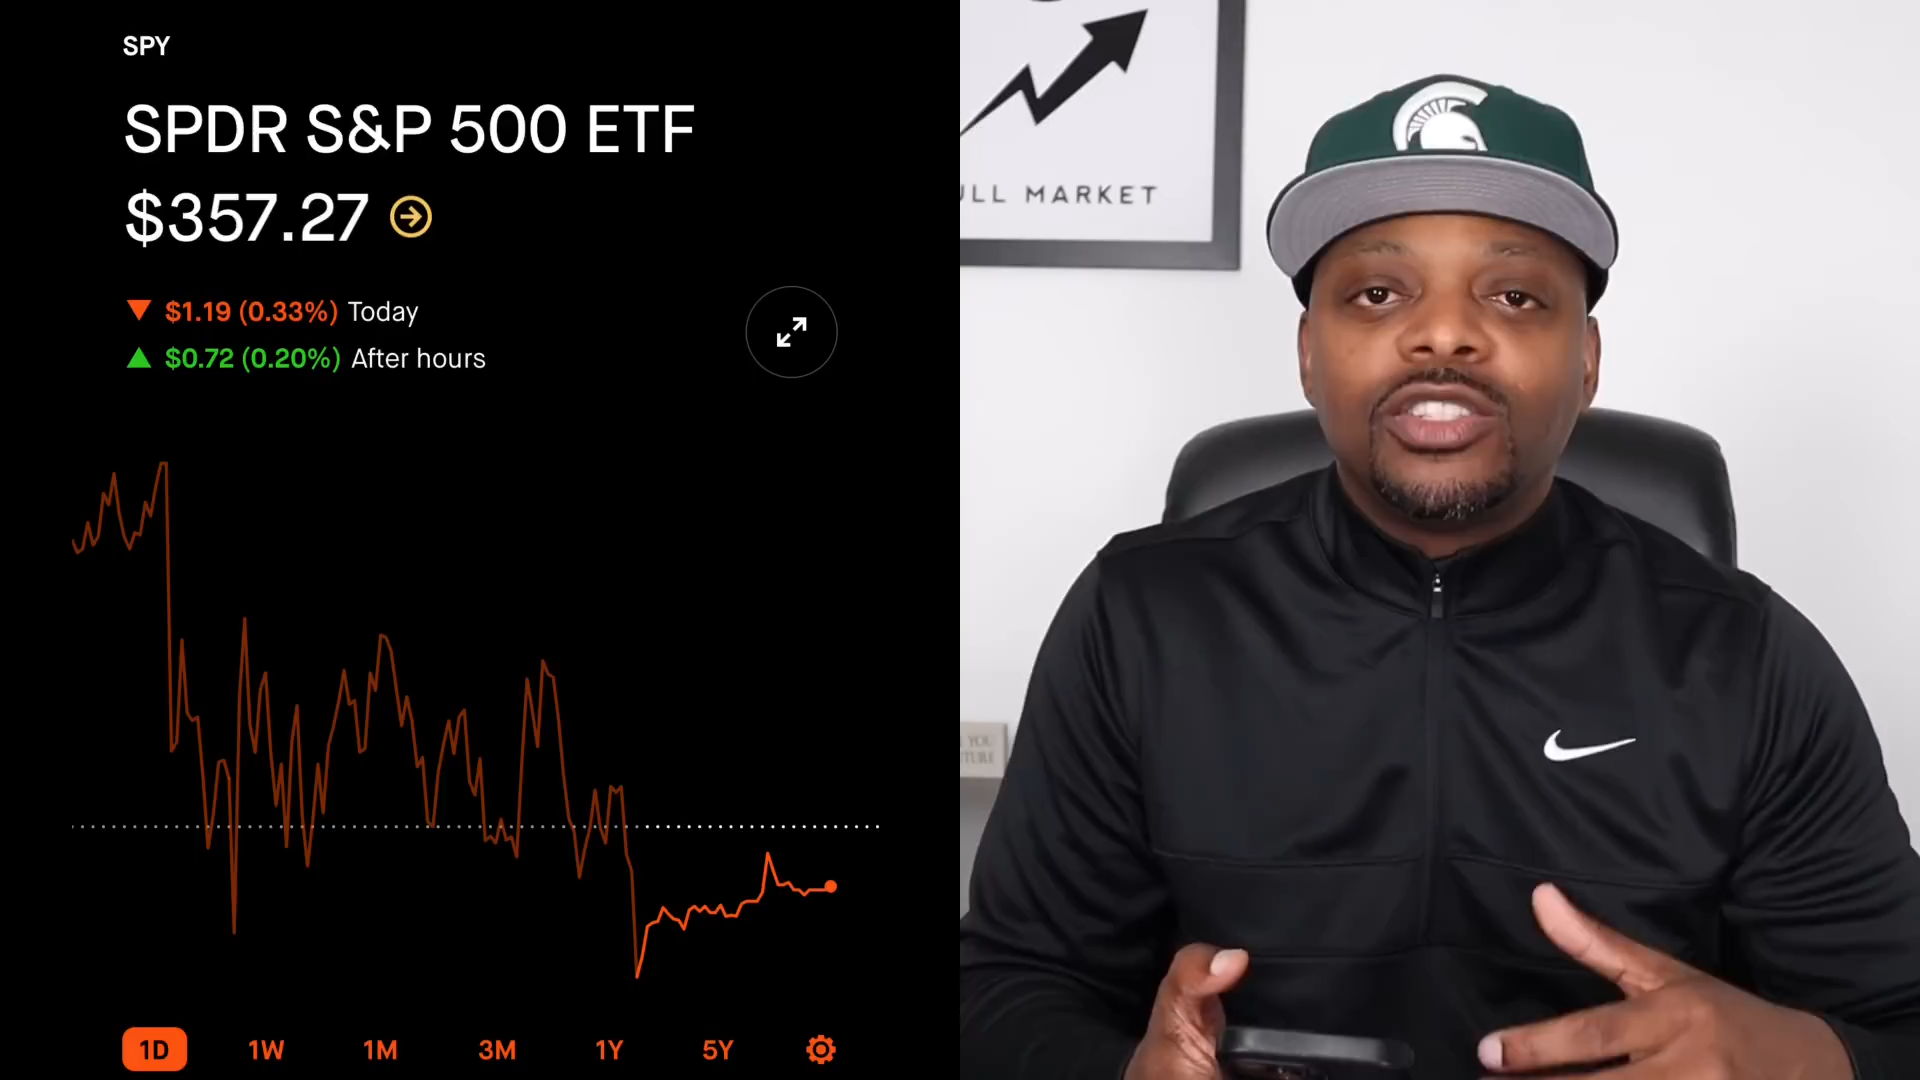 SPY
SPDR S&P 500 ETF
$357.27
$1.19 (0.33%) Today
$0.72 (0.20%) After hours
1D 1W 1M 3M 1Y 5Y
MARKET
YOU